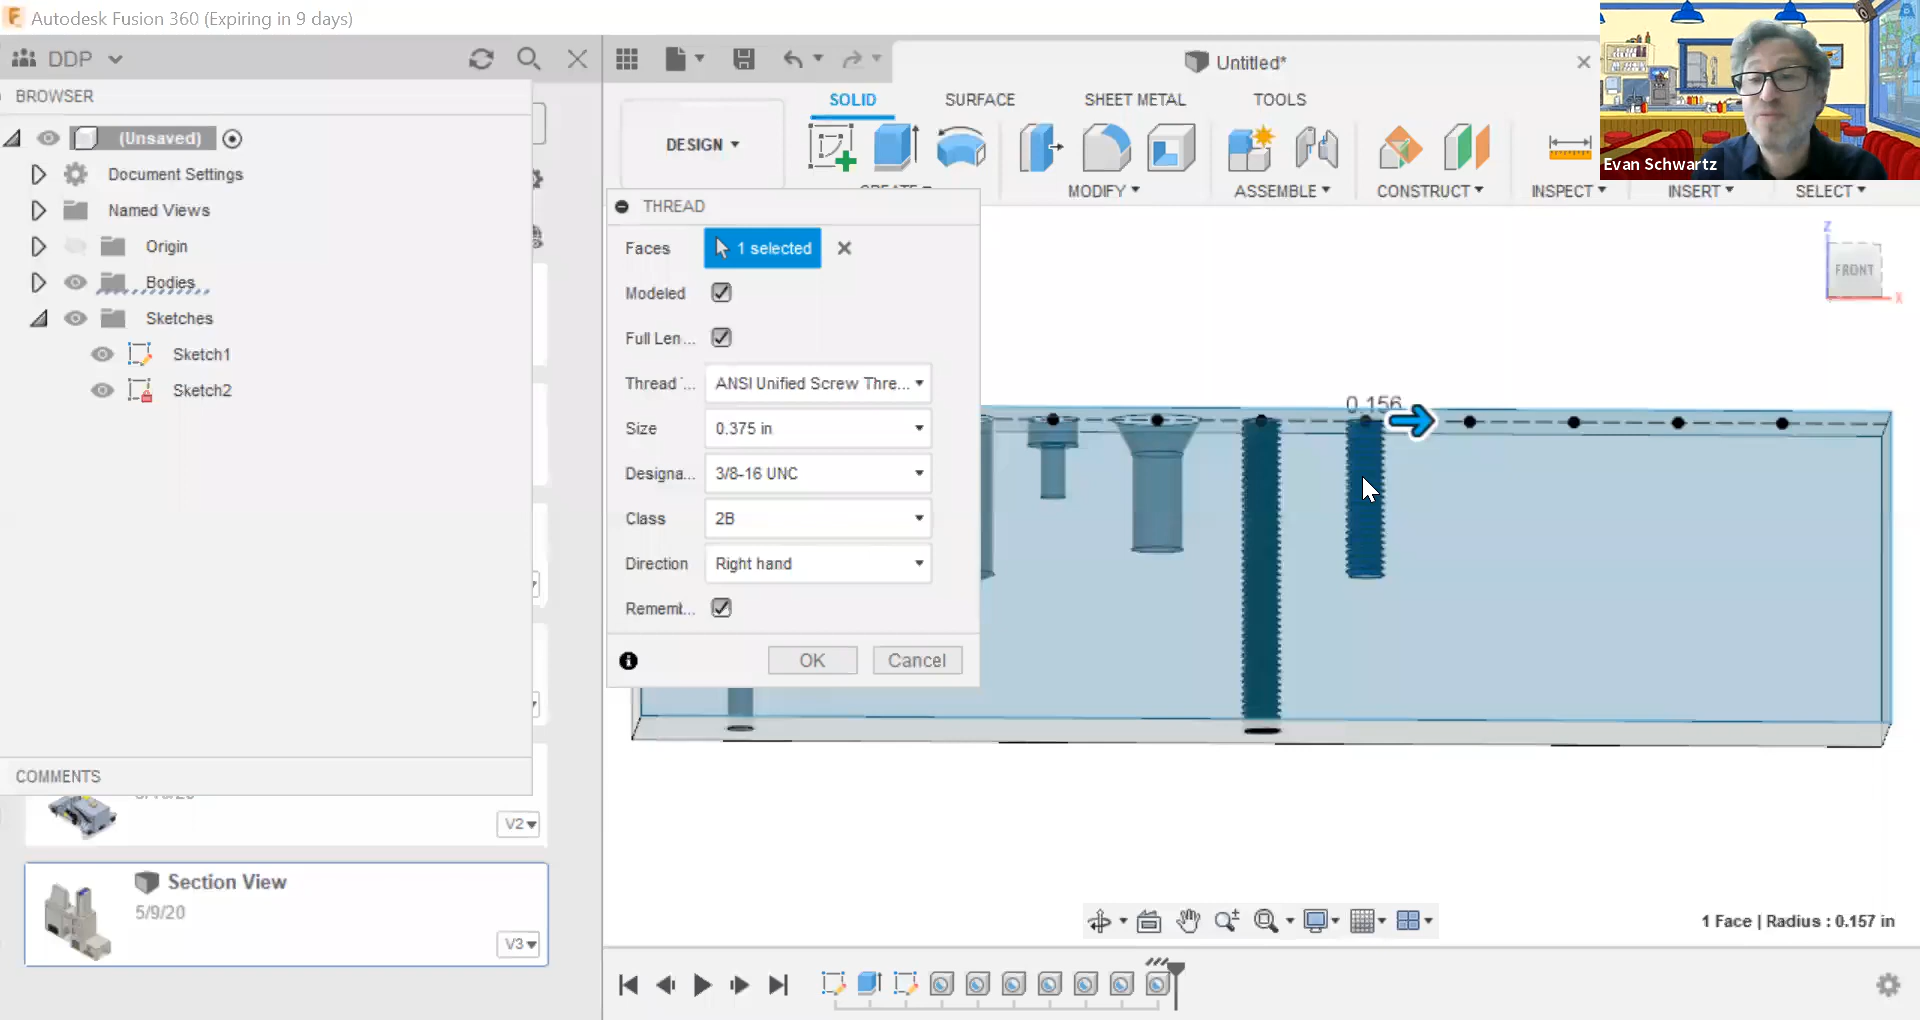 Autodesk Fusion 360 (Expiring in 9 days)
DDP
Untitled*
BROWSER
(Unsaved)
Document Settings
Named Views
Origin
Bodies
Sketches
Sketch1
Sketch2
COMMENTS
V2
Section View
5/9/20
V3
SOLID
SURFACE
SHEET METAL
TOOLS
DESIGN
MODIFY
ASSEMBLE
CONSTRUCT
INSPECT
INSERT
SELECT
Evan Schwartz
THREAD
Faces
1 selected
Modeled
Full Len...
Thread ...
ANSI Unified Screw Thre...
Size
0.375 in
Designa...
3/8-16 UNC
Class
2B
Direction
Right hand
Rememb...
OK
Cancel
0.156
Z
FRONT
X
1 Face | Radius : 0.157 in